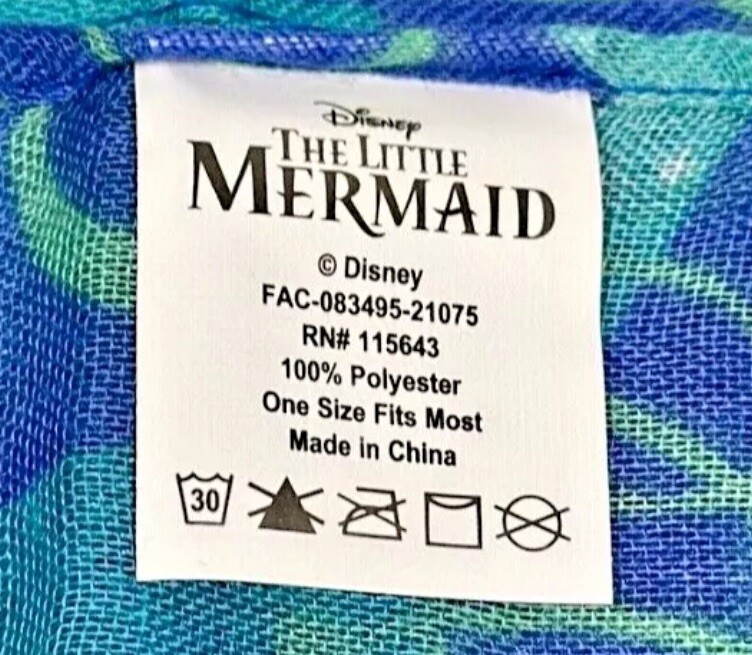 Disney
THE LITTLE
MERMAID
© Disney
FAC-083495-21075
RN# 115643
100% Polyester
One Size Fits Most
Made in China
30